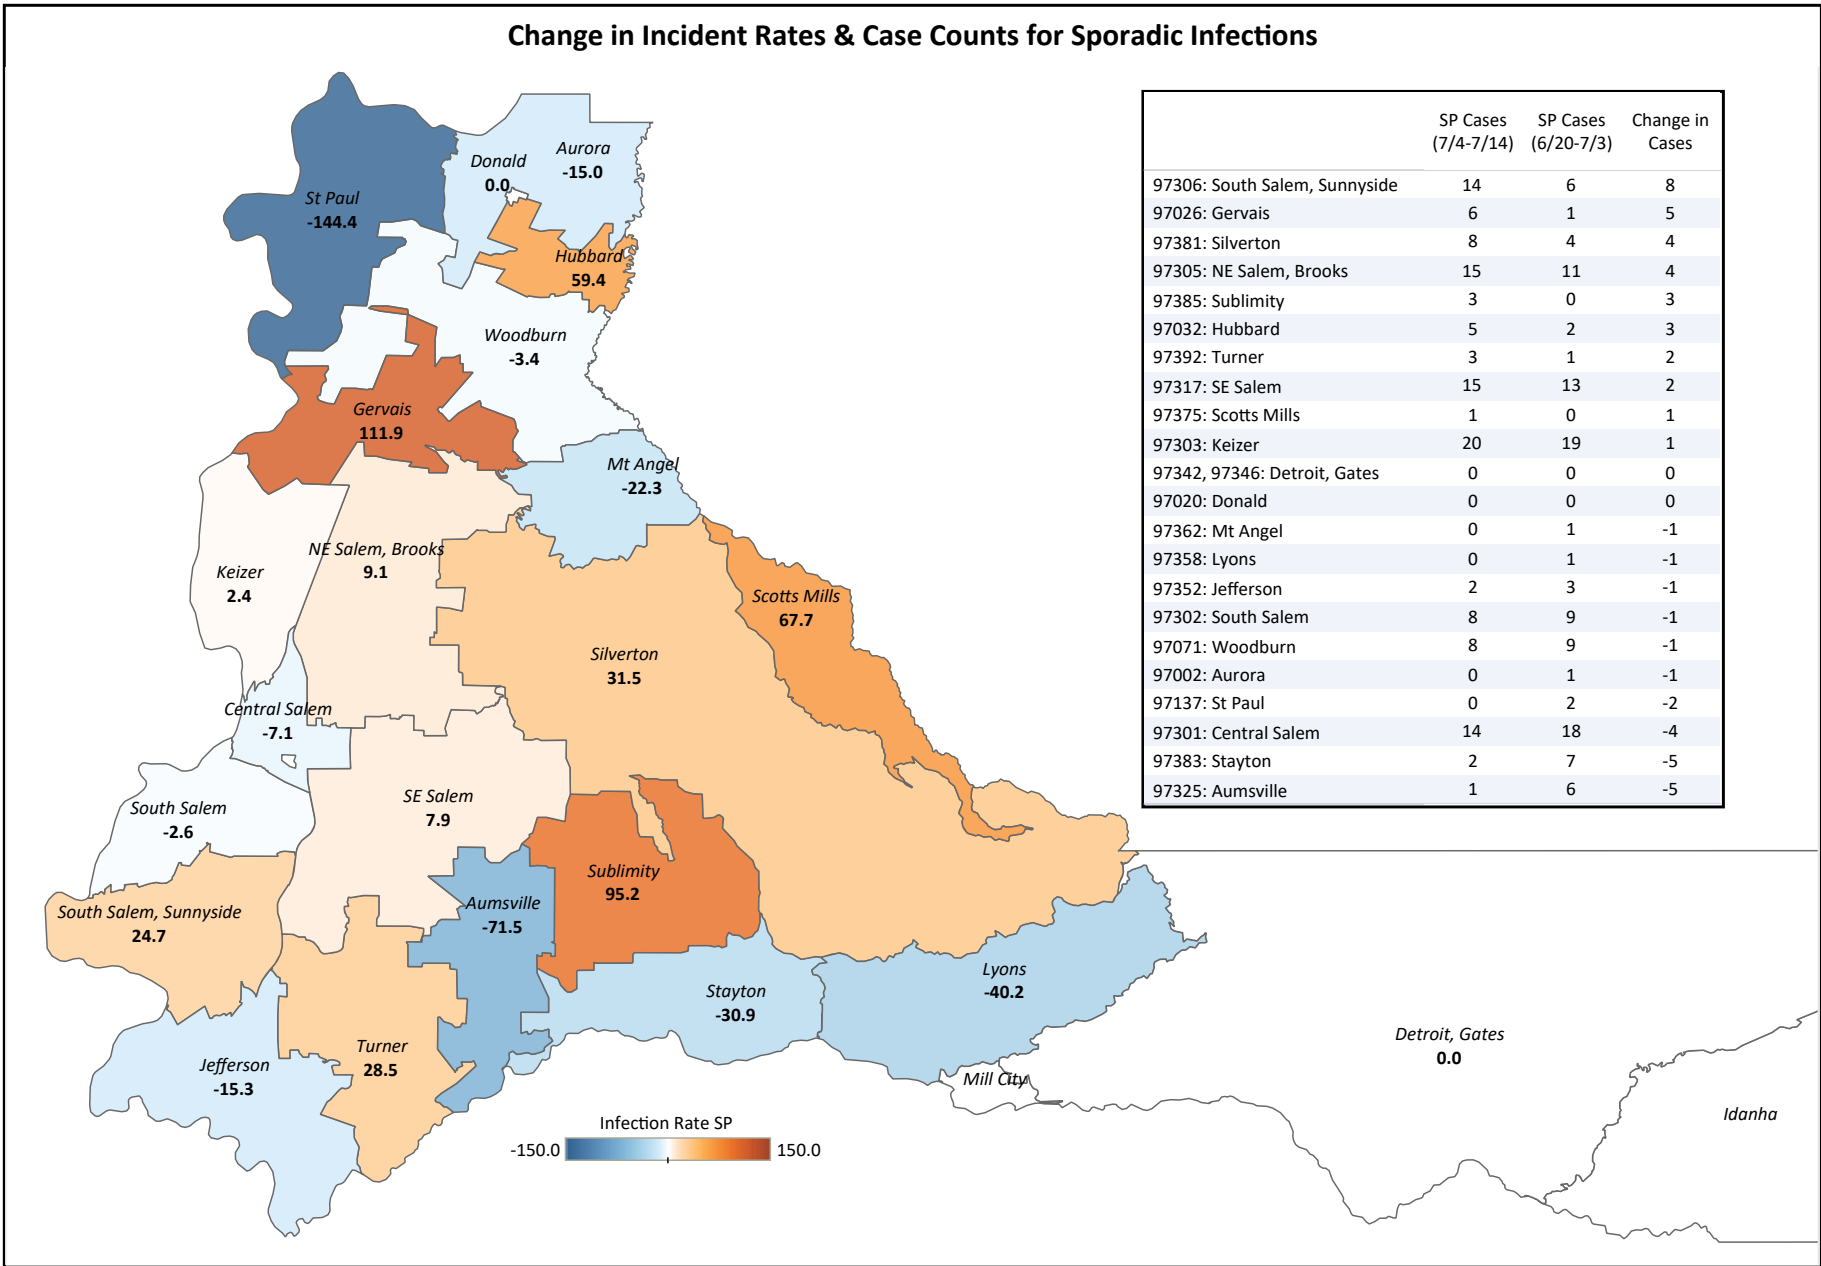 Change in Incident Rates & Case Counts for Sporadic Infections
St Paul
-144.4
Donald
0.0
Aurora
-15.0
Hubbard
59.4
Woodburn
-3.4
Gervais
111.9
Mt Angel
-22.3
NE Salem, Brooks
9.1
Keizer
2.4
Scotts Mills
67.7
Silverton
31.5
Central Salem
-7.1
South Salem
-2.6
SE Salem
7.9
Sublimity
95.2
Aumsville
-71.5
South Salem, Sunnyside
24.7
Stayton
-30.9
Lyons
-40.2
Jefferson
-15.3
Turner
28.5
Mill City
Detroit, Gates
0.0
Idanha
Infection Rate SP
-150.0 150.0
SP Cases SP Cases Change in
(7/4-7/14) (6/20-7/3) Cases
97306: South Salem, Sunnyside 14 6 8
97026: Gervais 6 1 5
97381: Silverton 8 4 4
97305: NE Salem, Brooks 15 11 4
97385: Sublimity 3 0 3
97032: Hubbard 5 2 3
97392: Turner 3 1 2
97317: SE Salem 15 13 2
97375: Scotts Mills 1 0 1
97303: Keizer 20 19 1
97342, 97346: Detroit, Gates 0 0 0
97020: Donald 0 0 0
97362: Mt Angel 0 1 -1
97358: Lyons 0 1 -1
97352: Jefferson 2 3 -1
97302: South Salem 8 9 -1
97071: Woodburn 8 9 -1
97002: Aurora 0 1 -1
97137: St Paul 0 2 -2
97301: Central Salem 14 18 -4
97383: Stayton 2 7 -5
97325: Aumsville 1 6 -5